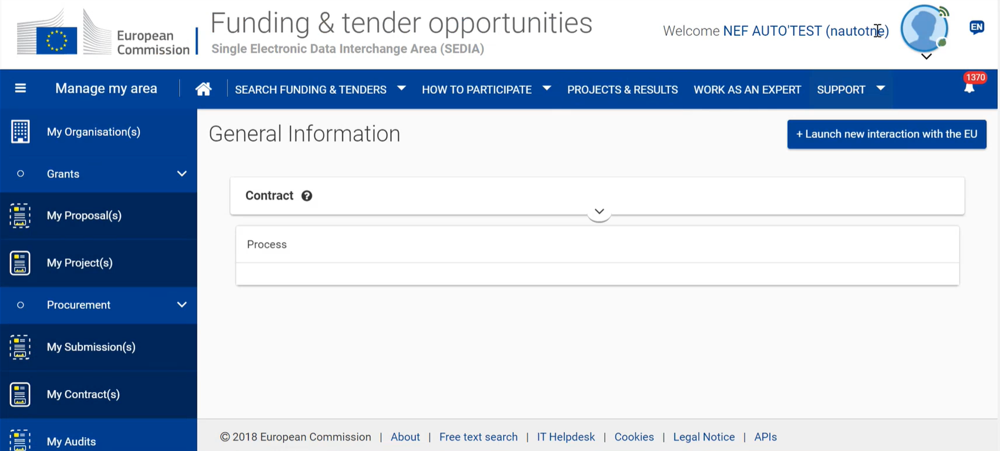 European
Commission
Funding & tender opportunities
Single Electronic Data Interchange Area (SEDIA)
Welcome NEF AUTO'TEST (nautotne)
EN
Manage my area
SEARCH FUNDING & TENDERS
HOW TO PARTICIPATE
PROJECTS & RESULTS
WORK AS AN EXPERT
SUPPORT
1370
My Organisation(s)
Grants
My Proposal(s)
My Project(s)
Procurement
My Submission(s)
My Contract(s)
My Audits
General Information
+ Launch new interaction with the EU
Contract ?
Process
© 2018 European Commission | About | Free text search | IT Helpdesk | Cookies | Legal Notice | APIs